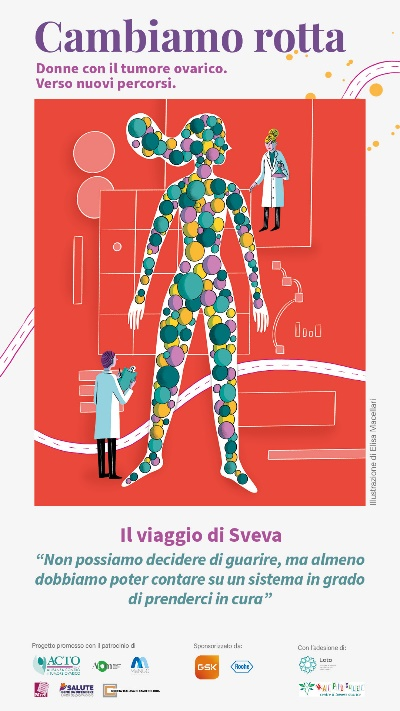 Cambiamo rotta
Donne con il tumore ovarico.
Verso nuovi percorsi.
Illustrazione di Elisa Macellari
Il viaggio di Sveva
“Non possiamo decidere di guarire, ma almeno
dobbiamo poter contare su un sistema in grado
di prenderci in cura”
Progetto promosso con il patrocinio di
Sponsorizzato da:
Con l'adesione di:
ACTO
MANGO
GSK
Roche
Loto
SALUTE